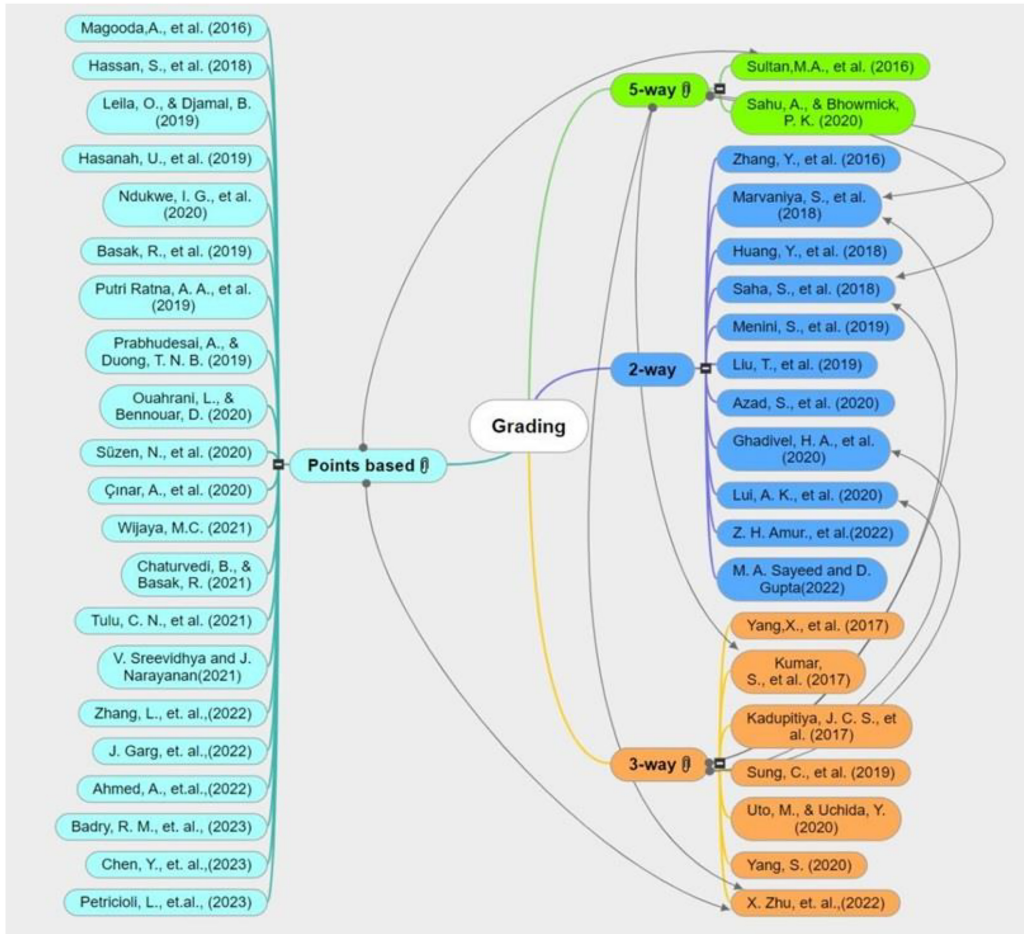 Magooda,A., et al. (2016)
Hassan, S., et al. (2018)
Leila, O., & Djamal, B.
(2019)
Hasanah, U., et al. (2019)
Ndukwe, I. G., et al.
(2020)
Basak, R., et al. (2019)
Putri Ratna, A. A., et al.
(2019)
Prabhudesai, A., &
Duong, T. N. B. (2019)
Ouahrani, L., &
Bennouar, D. (2020)
Süzen, N., et al. (2020)
Çınar, A., et al. (2020)
Wijaya, M.C. (2021)
Chaturvedi, B., &
Basak, R. (2021)
Tulu, C. N., et al. (2021)
V. Sreevidhya and J.
Narayanan(2021)
Zhang, L., et. al.,(2022)
J. Garg, et. al.,(2022)
Ahmed, A., et.al.,(2022)
Badry, R. M., et. al., (2023)
Chen, Y., et. al.,(2023)
Petricioli, L., et.al., (2023)
Points based
Grading
5-way
Sultan,M.A., et al. (2016)
Sahu, A., & Bhowmick,
P. K. (2020)
2-way
Zhang, Y., et al. (2016)
Marvaniya, S., et al.
(2018)
Huang, Y., et al. (2018)
Saha, S., et al. (2018)
Menini, S., et al. (2019)
Liu, T., et al. (2019)
Azad, S., et al. (2020)
Ghadivel, H. A., et al.
(2020)
Lui, A. K., et al. (2020)
Z. H. Amur., et al.(2022)
M. A. Sayeed and D.
Gupta(2022)
3-way
Yang,X., et al. (2017)
Kumar,
S., et al. (2017)
Kadupitiya, J. C. S., et
al. (2017)
Sung, C., et al. (2019)
Uto, M., & Uchida, Y.
(2020)
Yang, S. (2020)
X. Zhu, et. al.,(2022)